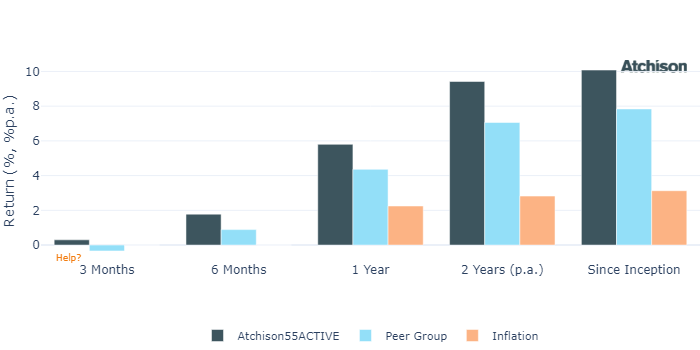 Atchison
Return (%, %p.a.)
10
8
6
4
2
0
Help?
3 Months
6 Months
1 Year
2 Years (p.a.)
Since Inception
Atchison55ACTIVE
Peer Group
Inflation